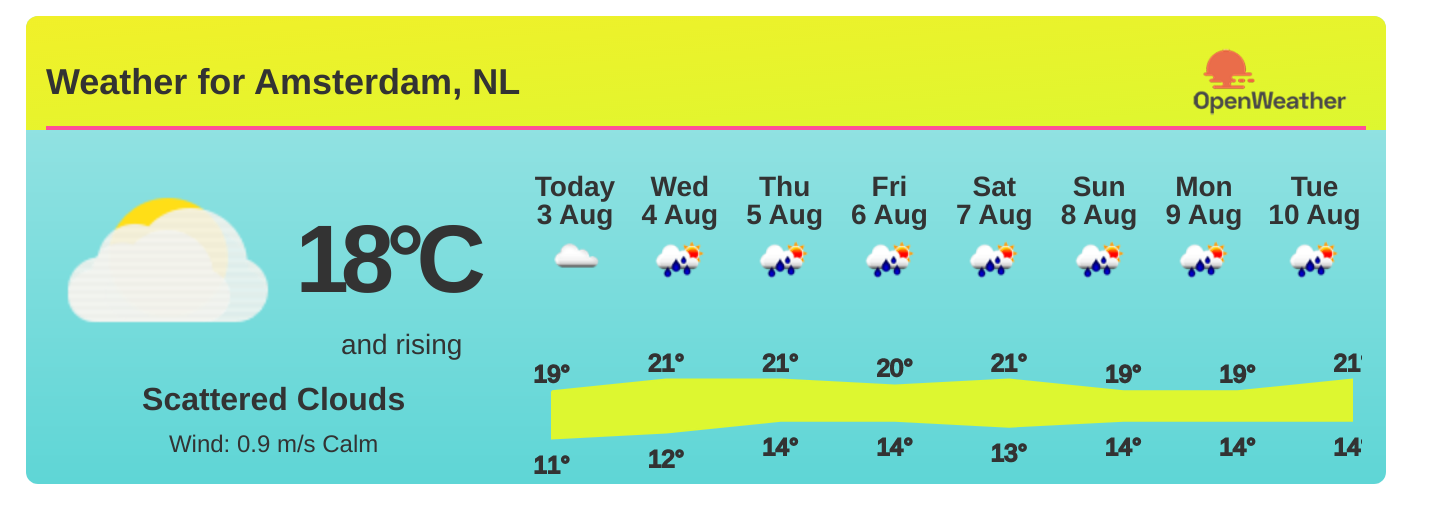 Weather for Amsterdam, NL
OpenWeather
18°C
and rising
Scattered Clouds
Wind: 0.9 m/s Calm
Today Wed Thu Fri Sat Sun Mon Tue
3 Aug 4 Aug 5 Aug 6 Aug 7 Aug 8 Aug 9 Aug 10 Aug
19° 21° 21° 20° 21° 19° 19° 21°
11° 12° 14° 14° 13° 14° 14° 14°